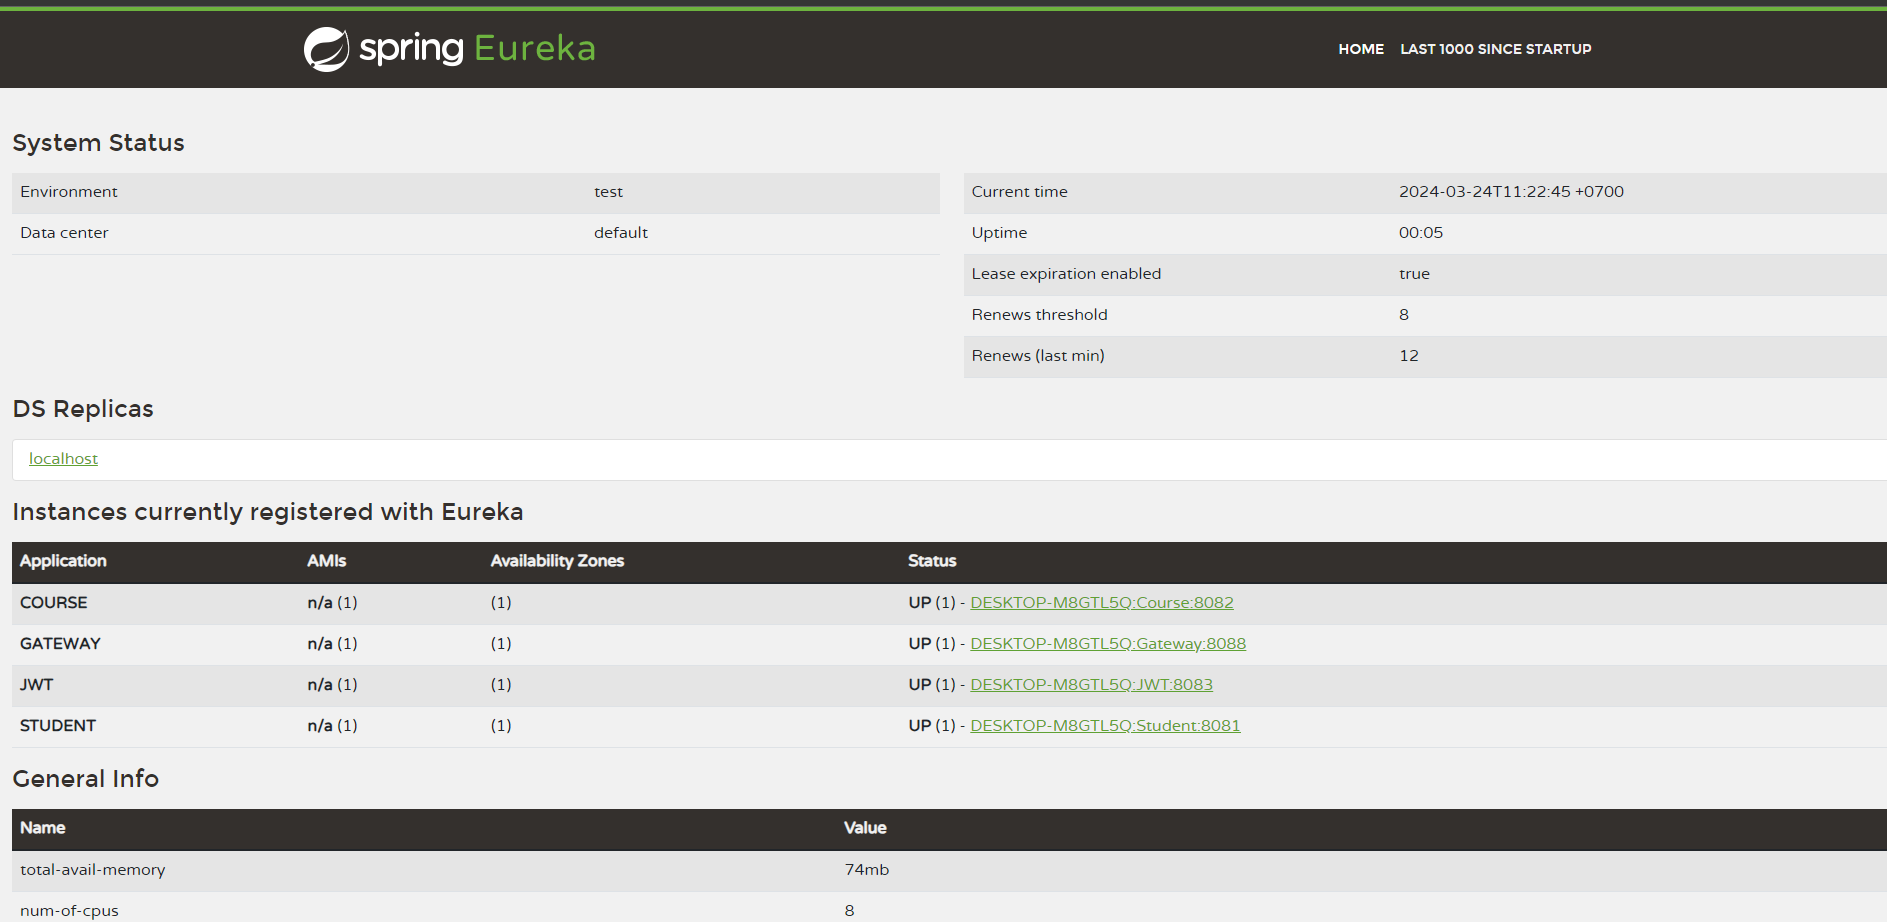 spring Eureka
HOME LAST 1000 SINCE STARTUP
System Status
Environment test
Data center default
Current time 2024-03-24T11:22:45 +0700
Uptime 00:05
Lease expiration enabled true
Renews threshold 8
Renews (last min) 12
DS Replicas
localhost
Instances currently registered with Eureka
Application AMIs Availability Zones Status
COURSE n/a (1) (1) UP (1) - DESKTOP-M8GTL5Q:Course:8082
GATEWAY n/a (1) (1) UP (1) - DESKTOP-M8GTL5Q:Gateway:8088
JWT n/a (1) (1) UP (1) - DESKTOP-M8GTL5Q:JWT:8083
STUDENT n/a (1) (1) UP (1) - DESKTOP-M8GTL5Q:Student:8081
General Info
Name Value
total-avail-memory 74mb
num-of-cpus 8